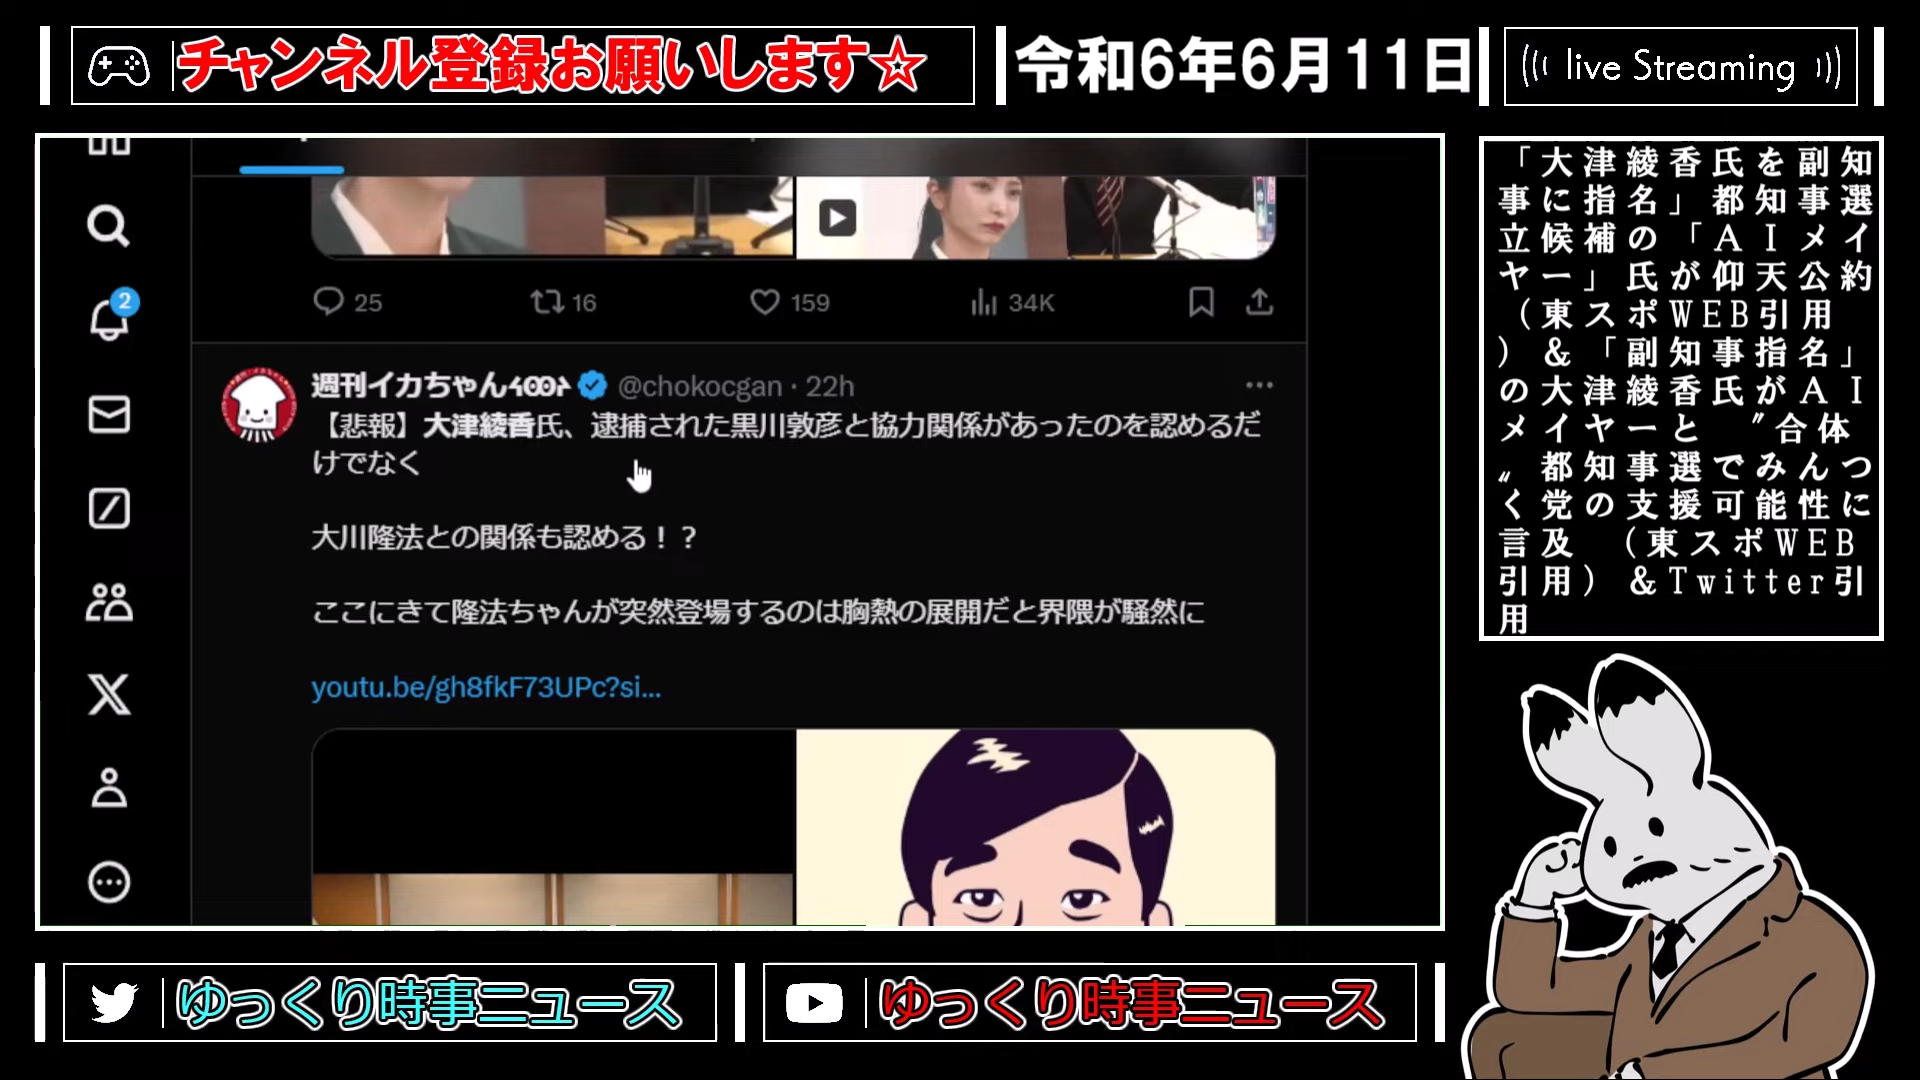 チャンネル登録お願いします☆
令和6年6月11日
live Streaming
2
25
16
159
34K
週刊イカちゃん
@chokocgan · 22h
【悲報】大津綾香氏、逮捕された黒川敦彦と協力関係があったのを認めるだ
けでなく
大川隆法との関係も認める！？
ここにきて隆法ちゃんが突然登場するのは胸熱の展開だと界隈が騒然に
youtu.be/gh8fkF73UPc?si...
「大津綾香氏を副知
事に指名」都知事選
立候補の「ＡＩメイ
ヤー」氏が仰天公約
（東スポWEB引用
）＆「副知事指名」
の大津綾香氏がＡＩ
メイヤーと　〝合体
〟都知事選でみんつ
く党の支援可能性に
言及　（東スポWEB
引用）＆Twitter引
用
ゆっくり時事ニュース
ゆっくり時事ニュース